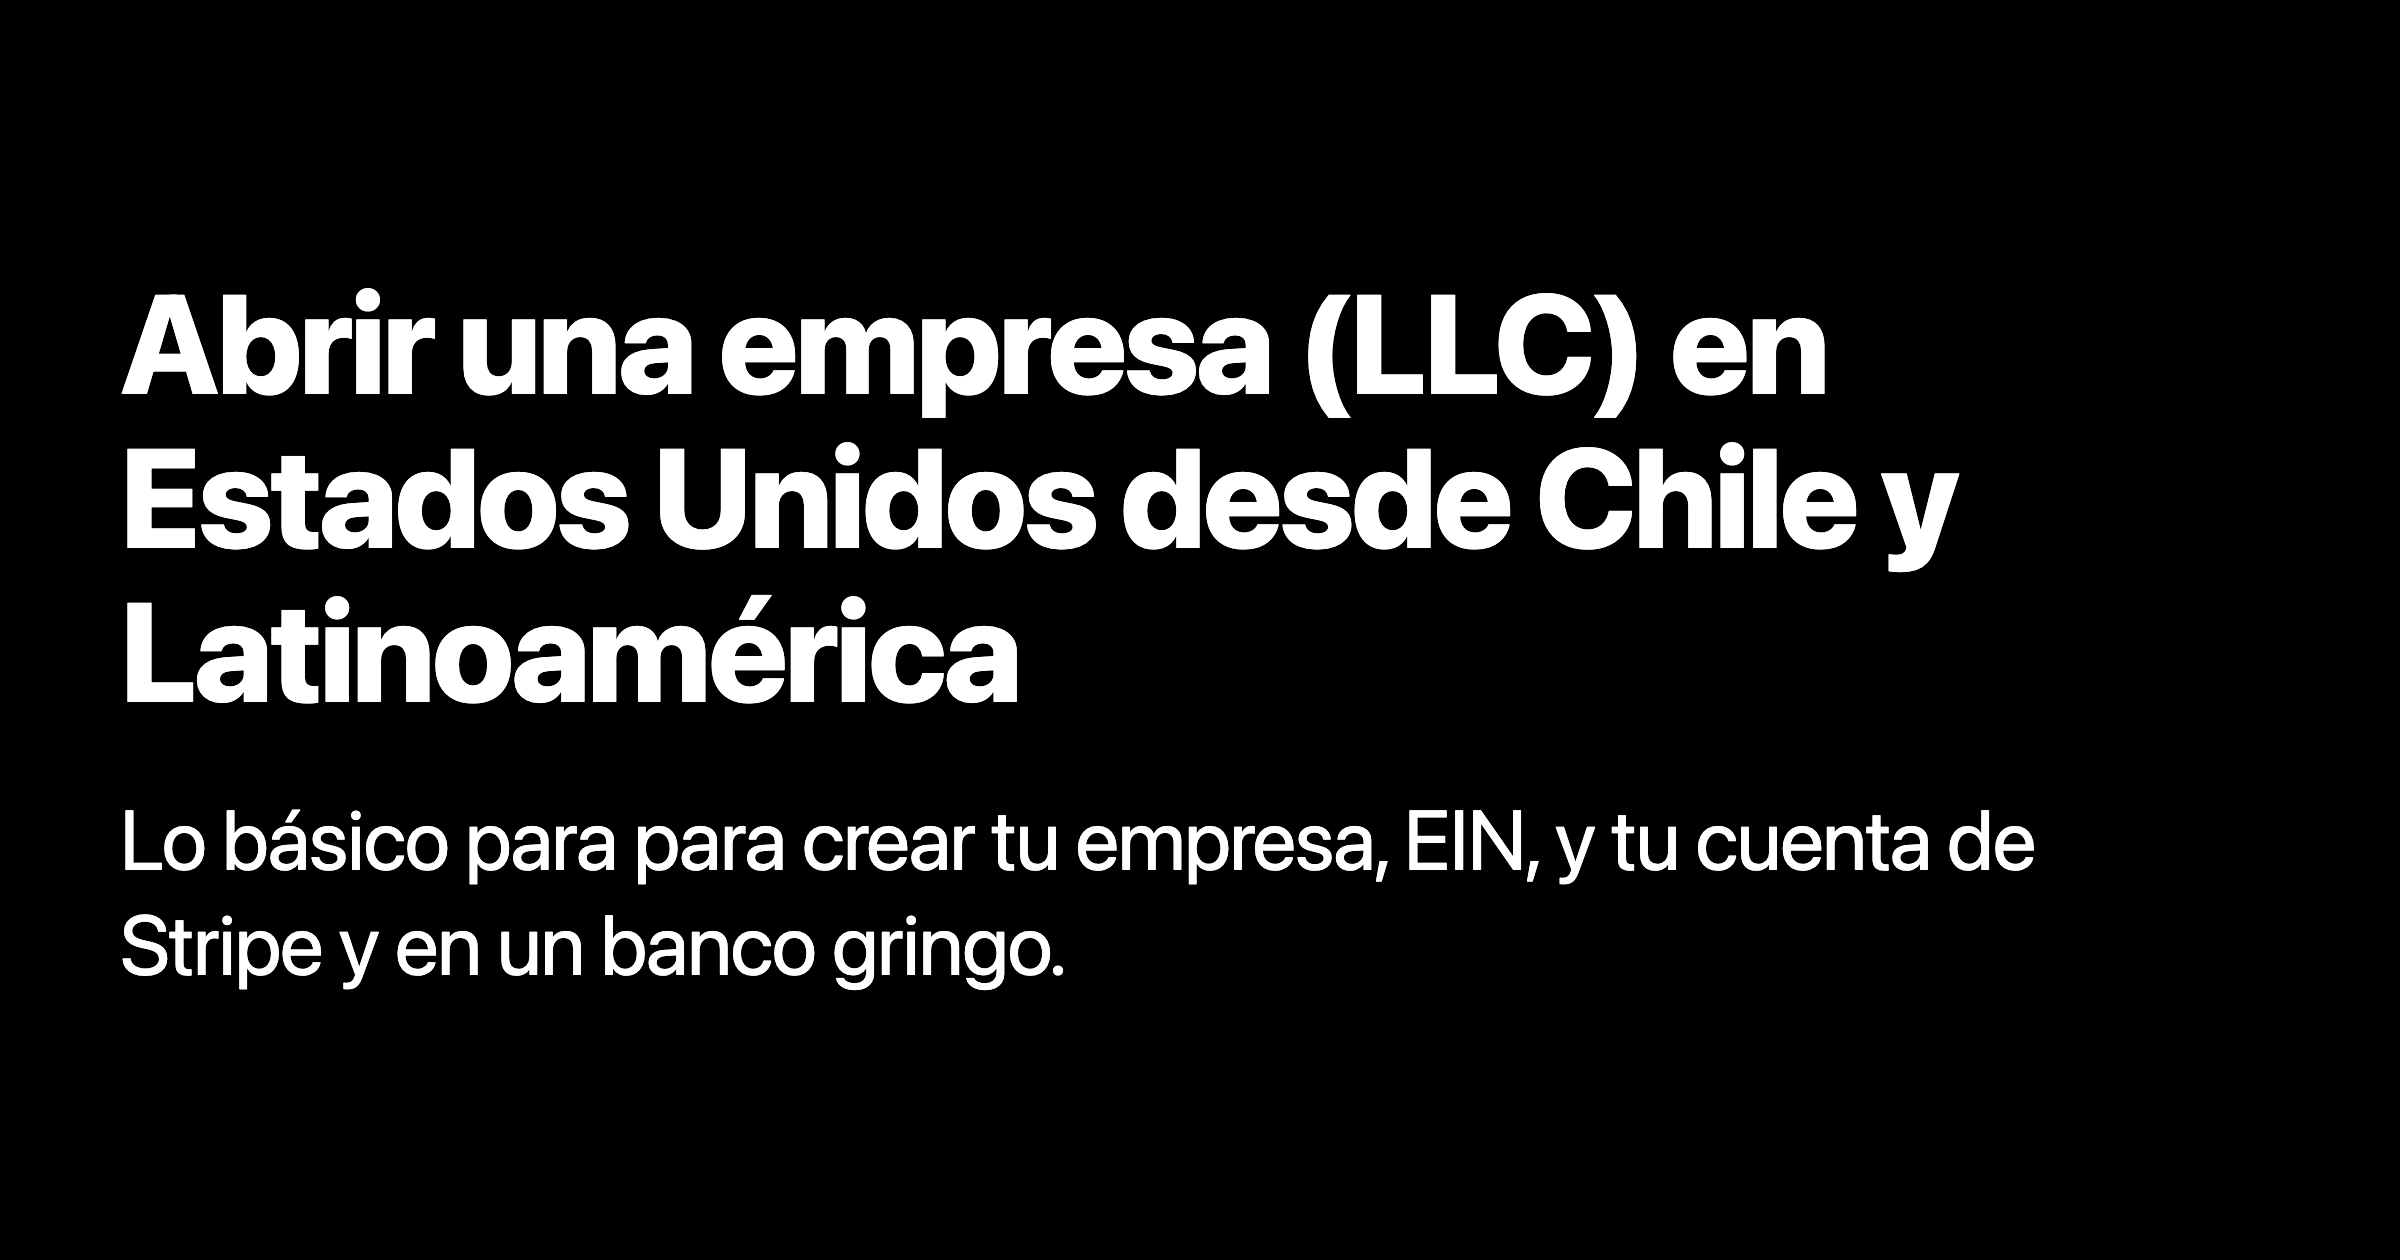 Abrir una empresa (LLC) en
Estados Unidos desde Chile y
Latinoamérica
Lo básico para para crear tu empresa, EIN, y tu cuenta de
Stripe y en un banco gringo.